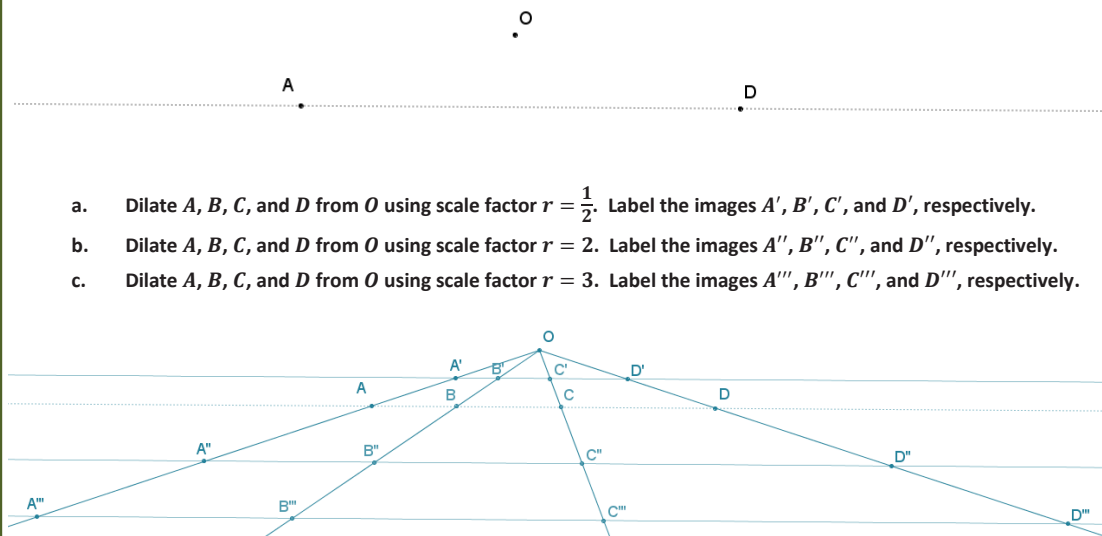 O
A
D
a. Dilate A, B, C, and D from O using scale factor r = 1/2. Label the images A′, B′, C′, and D′, respectively.
b. Dilate A, B, C, and D from O using scale factor r = 2. Label the images A′′, B′′, C′′, and D′′, respectively.
c. Dilate A, B, C, and D from O using scale factor r = 3. Label the images A′′′, B′′′, C′′′, and D′′′, respectively.
O
A' B' C' D'
A B C D
A" B" C" D"
A''' B''' C''' D'''